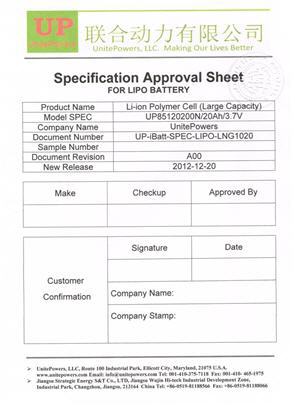 UP
联合动力有限公司
UnitePowers, LLC. Making Our Lives Better
Specification Approval Sheet
FOR LIPO BATTERY
Product Name Li-ion Polymer Cell (Large Capacity)
Model SPEC UP85120200N/20Ah/3.7V
Company Name UnitePowers
Document Number UP-iBatt-SPEC-LIPO-LNG1020
Sample Number
Document Revision A00
New Release 2012-12-20
Make Checkup Approved By
Signature Date
Customer Confirmation
Company Name:
Company Stamp:
➢ UnitePowers, LLC, Route 100 Industrial Park, Ellicott City, Maryland, 21075 U.S.A.
www.unitepowers.com Email: info@unitepowers.com Tel: 001-410-375-7118 Fax: 001-410-465-1975
➢ Jiangsu Strategic Energy S&T Co., LTD, Jiangsu Wujin Hi-tech Industrial Development Zone,
Industrial Park, Changzhou, Jiangsu, 213164 China Tel: +86-0519-81188566 Fax: +86-0519-81188066